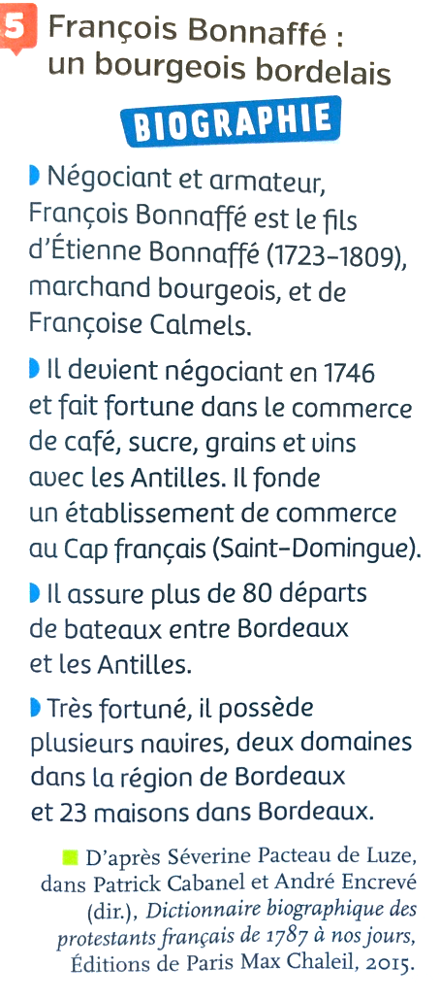 5 François Bonnaffé :
un bourgeois bordelais
BIOGRAPHIE
Négociant et armateur,
François Bonnaffé est le fils
d'Étienne Bonnaffé (1723-1809),
marchand bourgeois, et de
Françoise Calmels.
Il devient négociant en 1746
et fait fortune dans le commerce
de café, sucre, grains et vins
avec les Antilles. Il fonde
un établissement de commerce
au Cap français (Saint-Domingue).
Il assure plus de 80 départs
de bateaux entre Bordeaux
et les Antilles.
Très fortuné, il possède
plusieurs navires, deux domaines
dans la région de Bordeaux
et 23 maisons dans Bordeaux.
D'après Séverine Pacteau de Luze,
dans Patrick Cabanel et André Encrevé
(dir.), Dictionnaire biographique des
protestants français de 1787 à nos jours,
Éditions de Paris Max Chaleil, 2015.